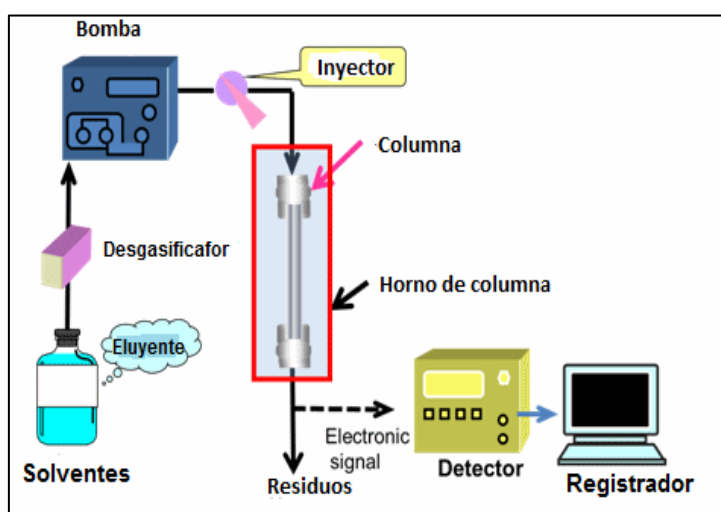 Bomba
Inyector
Columna
Desgasificafor
Horno de columna
Eluyente
Electronic
signal
Solventes
Residuos
Detector
Registrador